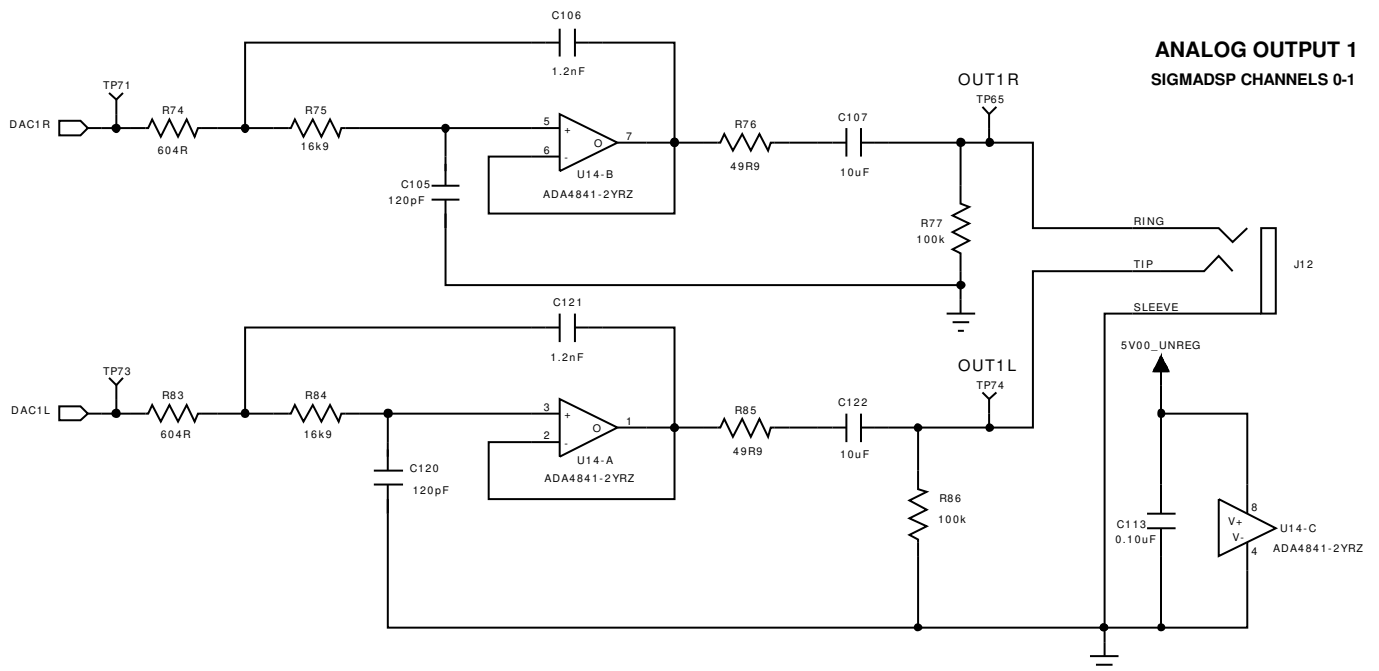 ANALOG OUTPUT 1
SIGMADSP CHANNELS 0-1
C106
1.2nF
TP71
DAC1R
R74
604R
R75
16k9
C105
120pF
5
+
6
-
O
7
U14-B
ADA4841-2YRZ
R76
49R9
C107
10uF
OUT1R
TP65
R77
100k
RING
TIP
SLEEVE
J12
C121
1.2nF
TP73
DAC1L
R83
604R
R84
16k9
C120
120pF
3
+
2
-
O
1
U14-A
ADA4841-2YRZ
R85
49R9
C122
10uF
OUT1L
TP74
R86
100k
5V00_UNREG
C113
0.10uF
8
V+
V-
4
U14-C
ADA4841-2YRZ